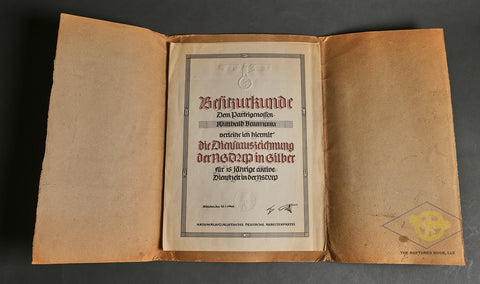 Besitzurkunde
Dem Parteigenossen
verleihe ich hiermit
die Dienstauszeichnung
der NSDAP in Silber
für 15 jährige aktive
Dienstzeit in der NSDAP
NATIONALSOZIALISTISCHE DEUTSCHE ARBEITERPARTEI
THE RUPTURED DUCK, LLC